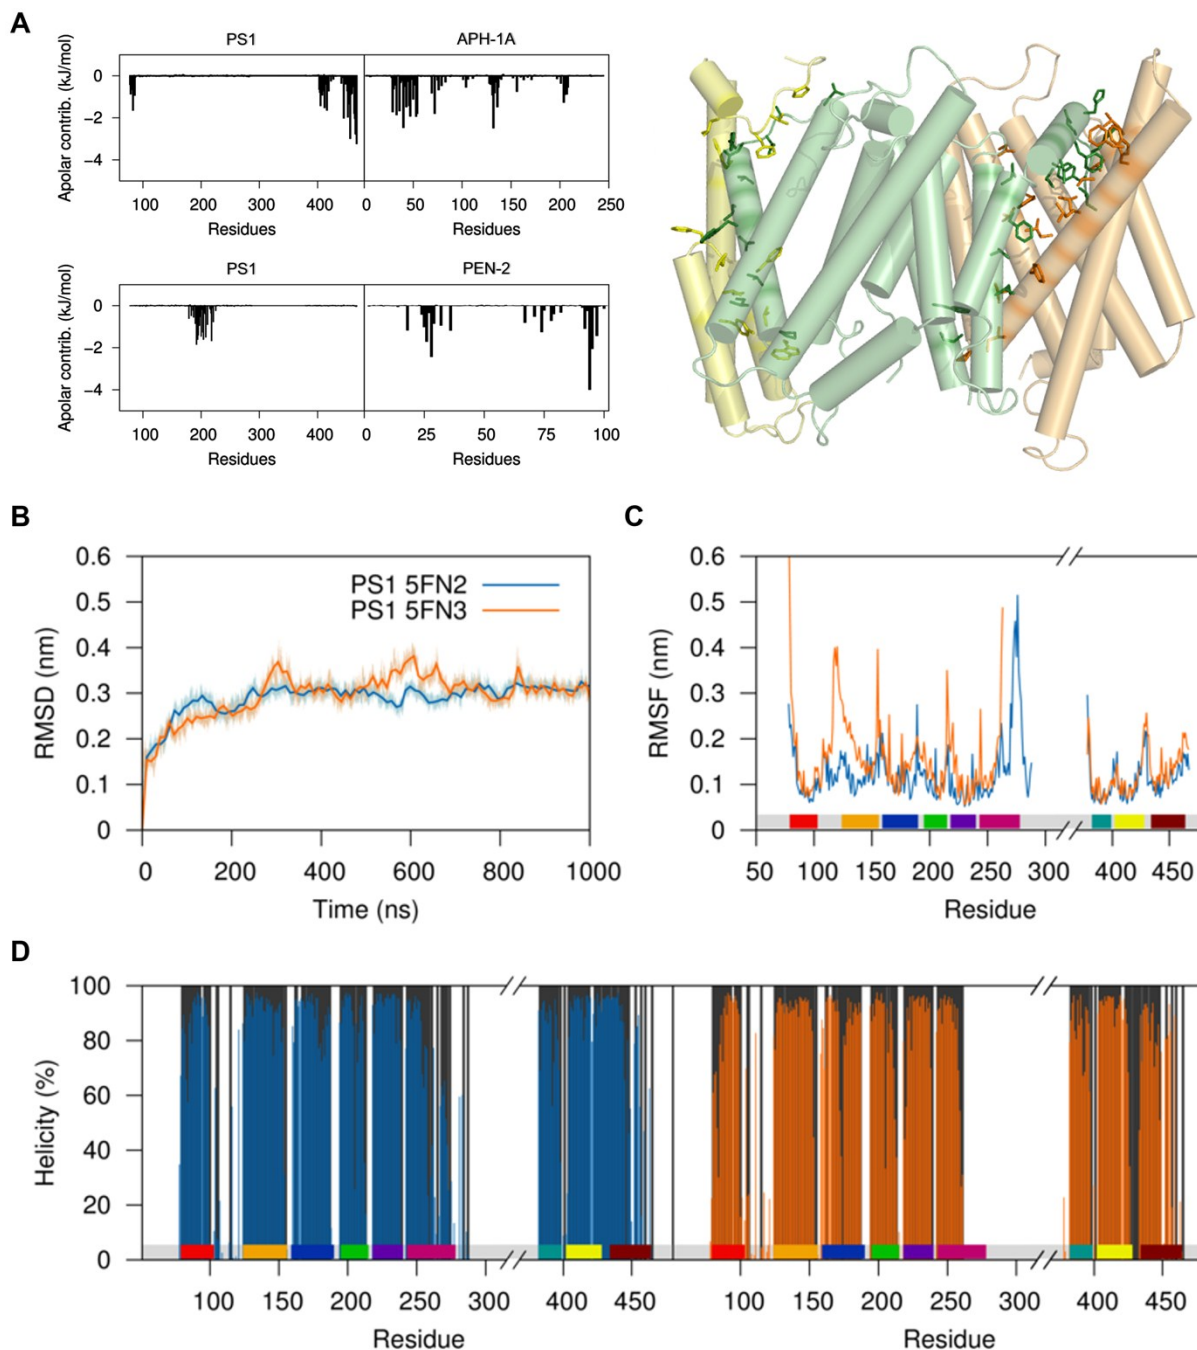 A
PS1 APH-1A
Apolar contrib. (kJ/mol)
0
−2
−4
100 200 300 400 0 50 100 150 200 250
Residues Residues
PS1 PEN-2
Apolar contrib. (kJ/mol)
0
−2
−4
100 200 300 400 0 25 50 75 100
Residues Residues
B
RMSD (nm)
0.6
0.5
0.4
0.3
0.2
0.1
0
PS1 5FN2
PS1 5FN3
0 200 400 600 800 1000
Time (ns)
C
RMSF (nm)
0.6
0.5
0.4
0.3
0.2
0.1
0
50 100 150 200 250 300 400 450
Residue
D
Helicity (%)
100
80
60
40
20
0
100 150 200 250 300 400 450 100 150 200 250 300 400 450
Residue Residue